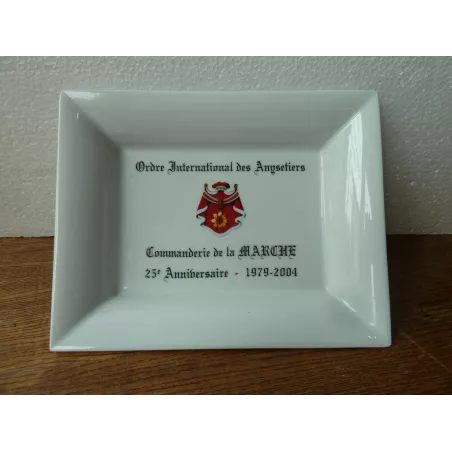 Ordre International des Anysetiers
Commanderie de la MARCHE
25e Anniversaire - 1979-2004